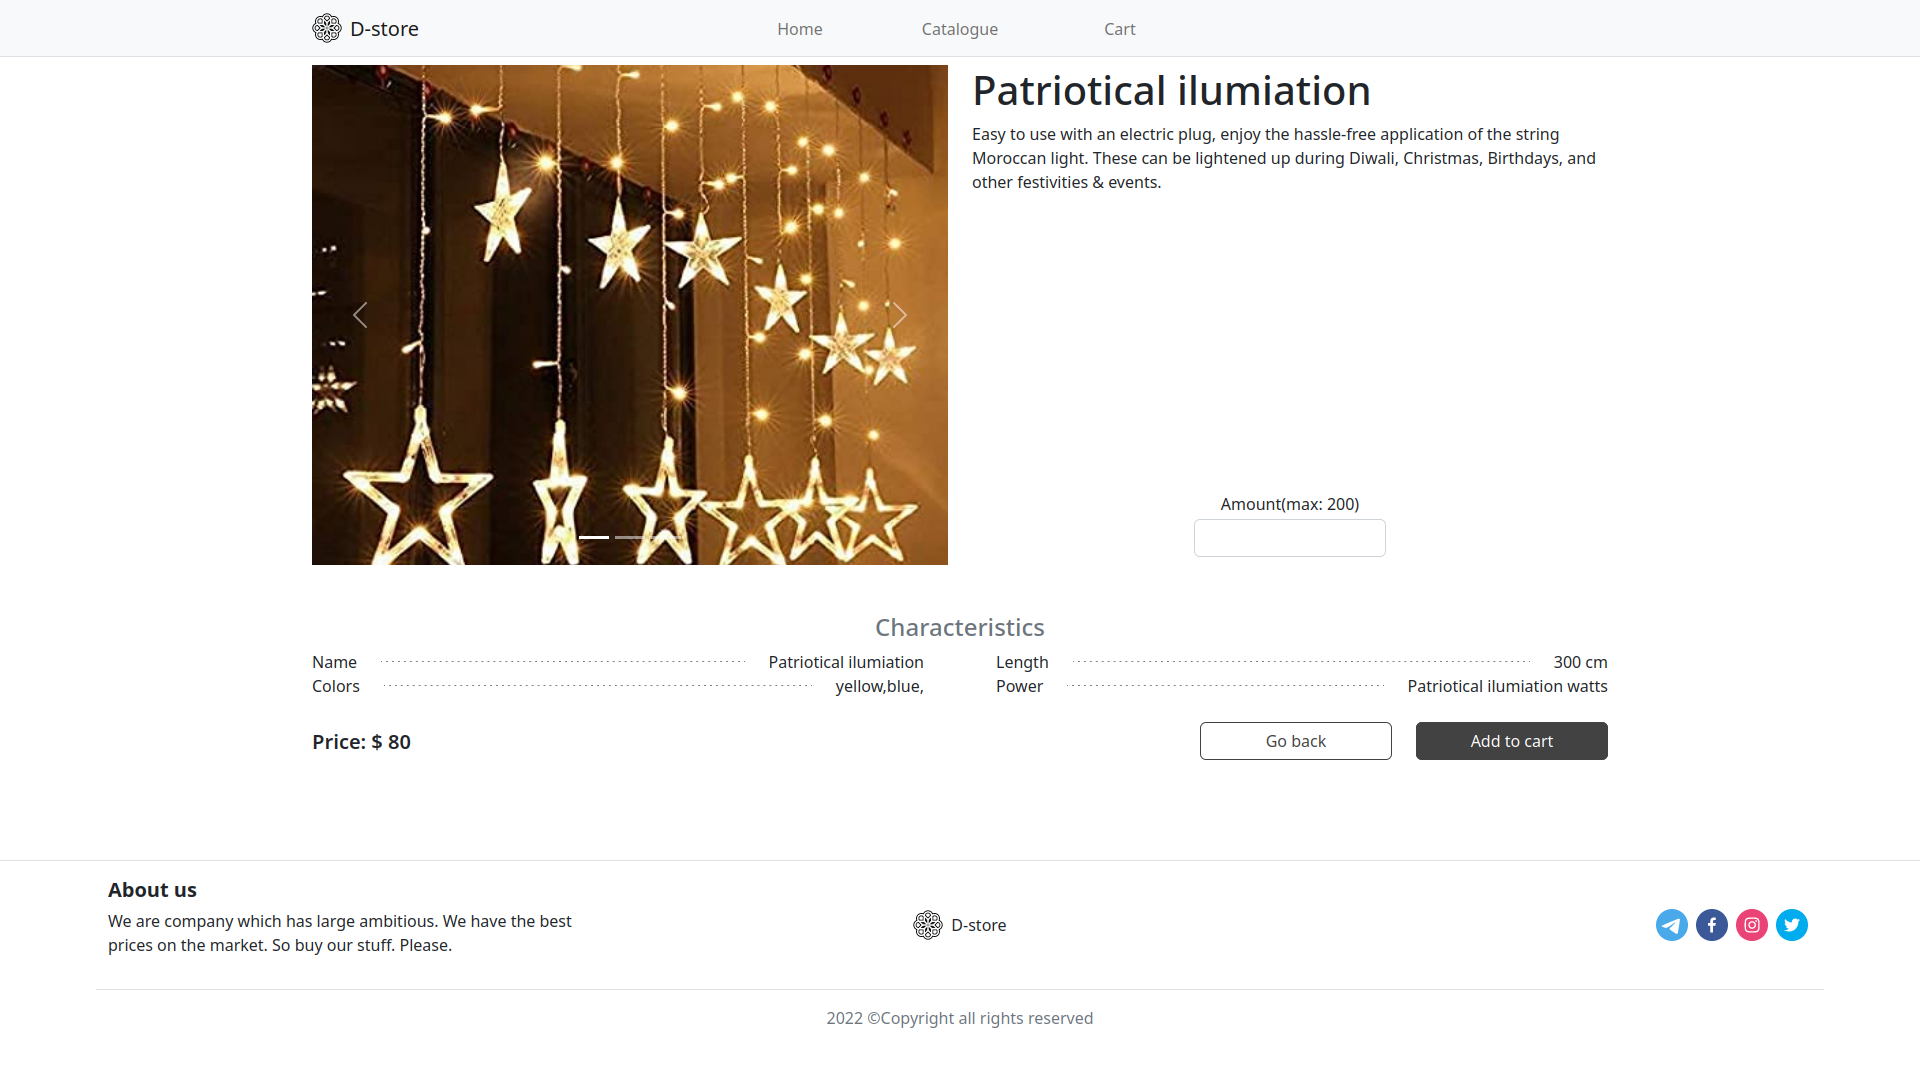 D-store
Home
Catalogue
Cart
Patriotical ilumiation
Easy to use with an electric plug, enjoy the hassle-free application of the string
Moroccan light. These can be lightened up during Diwali, Christmas, Birthdays, and
other festivities & events.
Amount(max: 200)
Characteristics
Name Patriotical ilumiation
Length 300 cm
Colors yellow,blue,
Power Patriotical ilumiation watts
Price: $ 80
Go back
Add to cart
About us
We are company which has large ambitious. We have the best
prices on the market. So buy our stuff. Please.
D-store
2022 ©Copyright all rights reserved